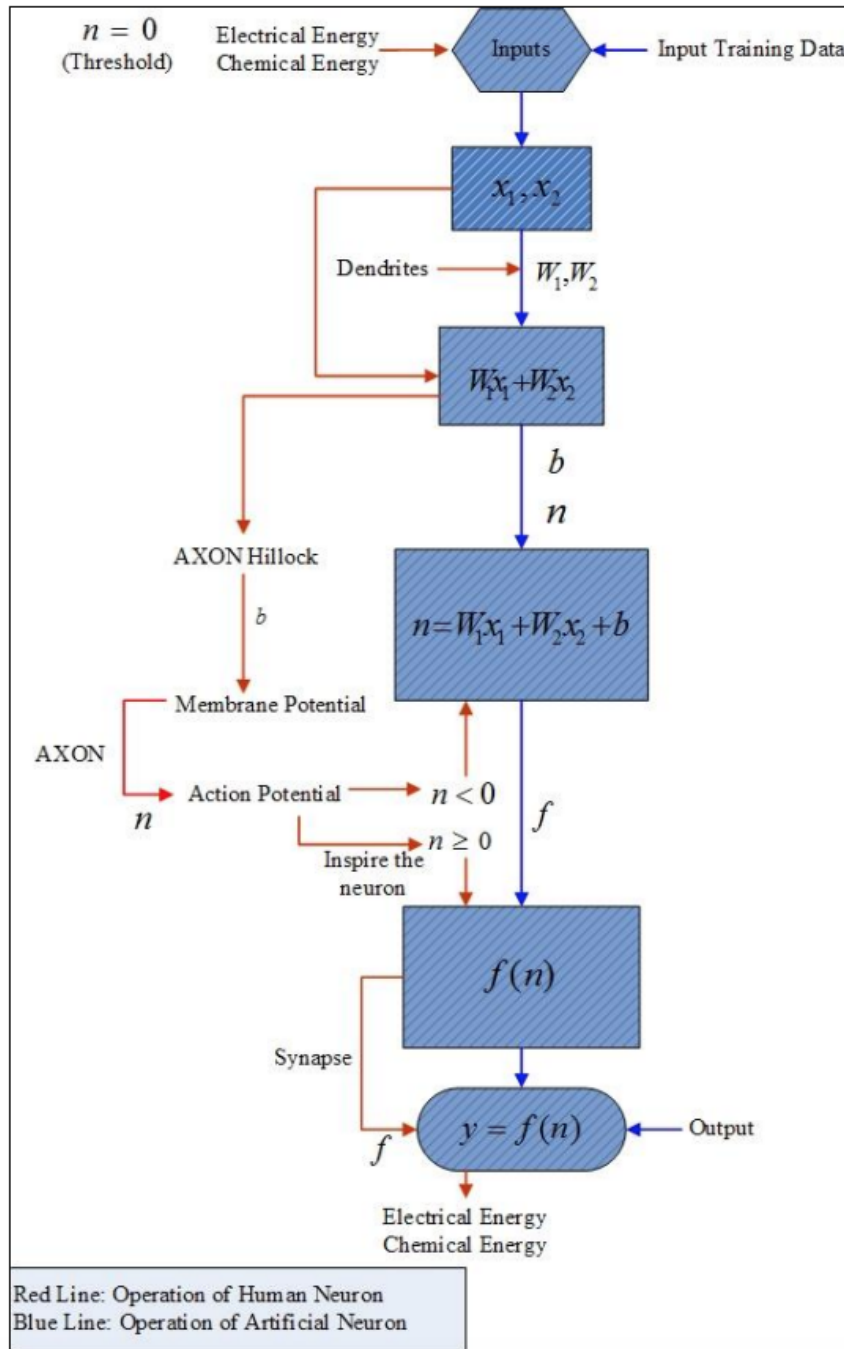 n = 0
(Threshold)
Electrical Energy
Chemical Energy
Inputs
Input Training Data
x₁, x₂
Dendrites
W₁,W₂
W₁x₁+W₂x₂
b
n
AXON Hillock
b
n=W₁x₁+W₂x₂+b
Membrane Potential
AXON
n
Action Potential
n < 0
n ≥ 0
Inspire the
neuron
f
f(n)
Synapse
f
y = f(n)
Output
Electrical Energy
Chemical Energy
Red Line: Operation of Human Neuron
Blue Line: Operation of Artificial Neuron